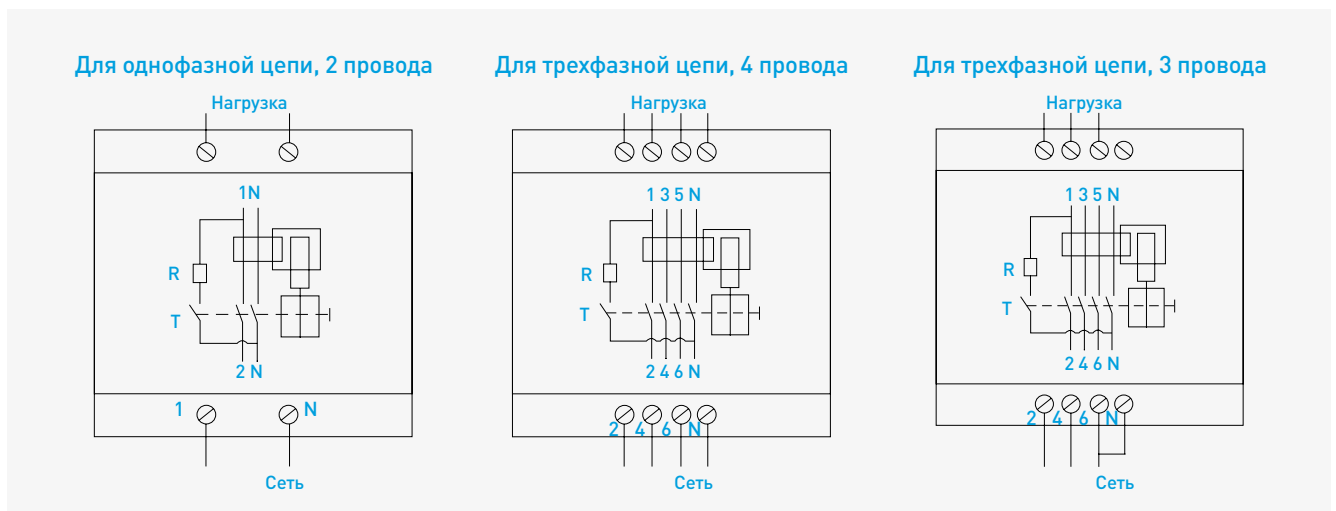 Для однофазной цепи, 2 провода
Нагрузка
1N
R
T
2 N
1 N
Сеть
Для трехфазной цепи, 4 провода
Нагрузка
1 3 5 N
R
T
2 4 6 N
2 4 6 N
Сеть
Для трехфазной цепи, 3 провода
Нагрузка
1 3 5 N
R
T
2 4 6 N
2 4 6 N
Сеть